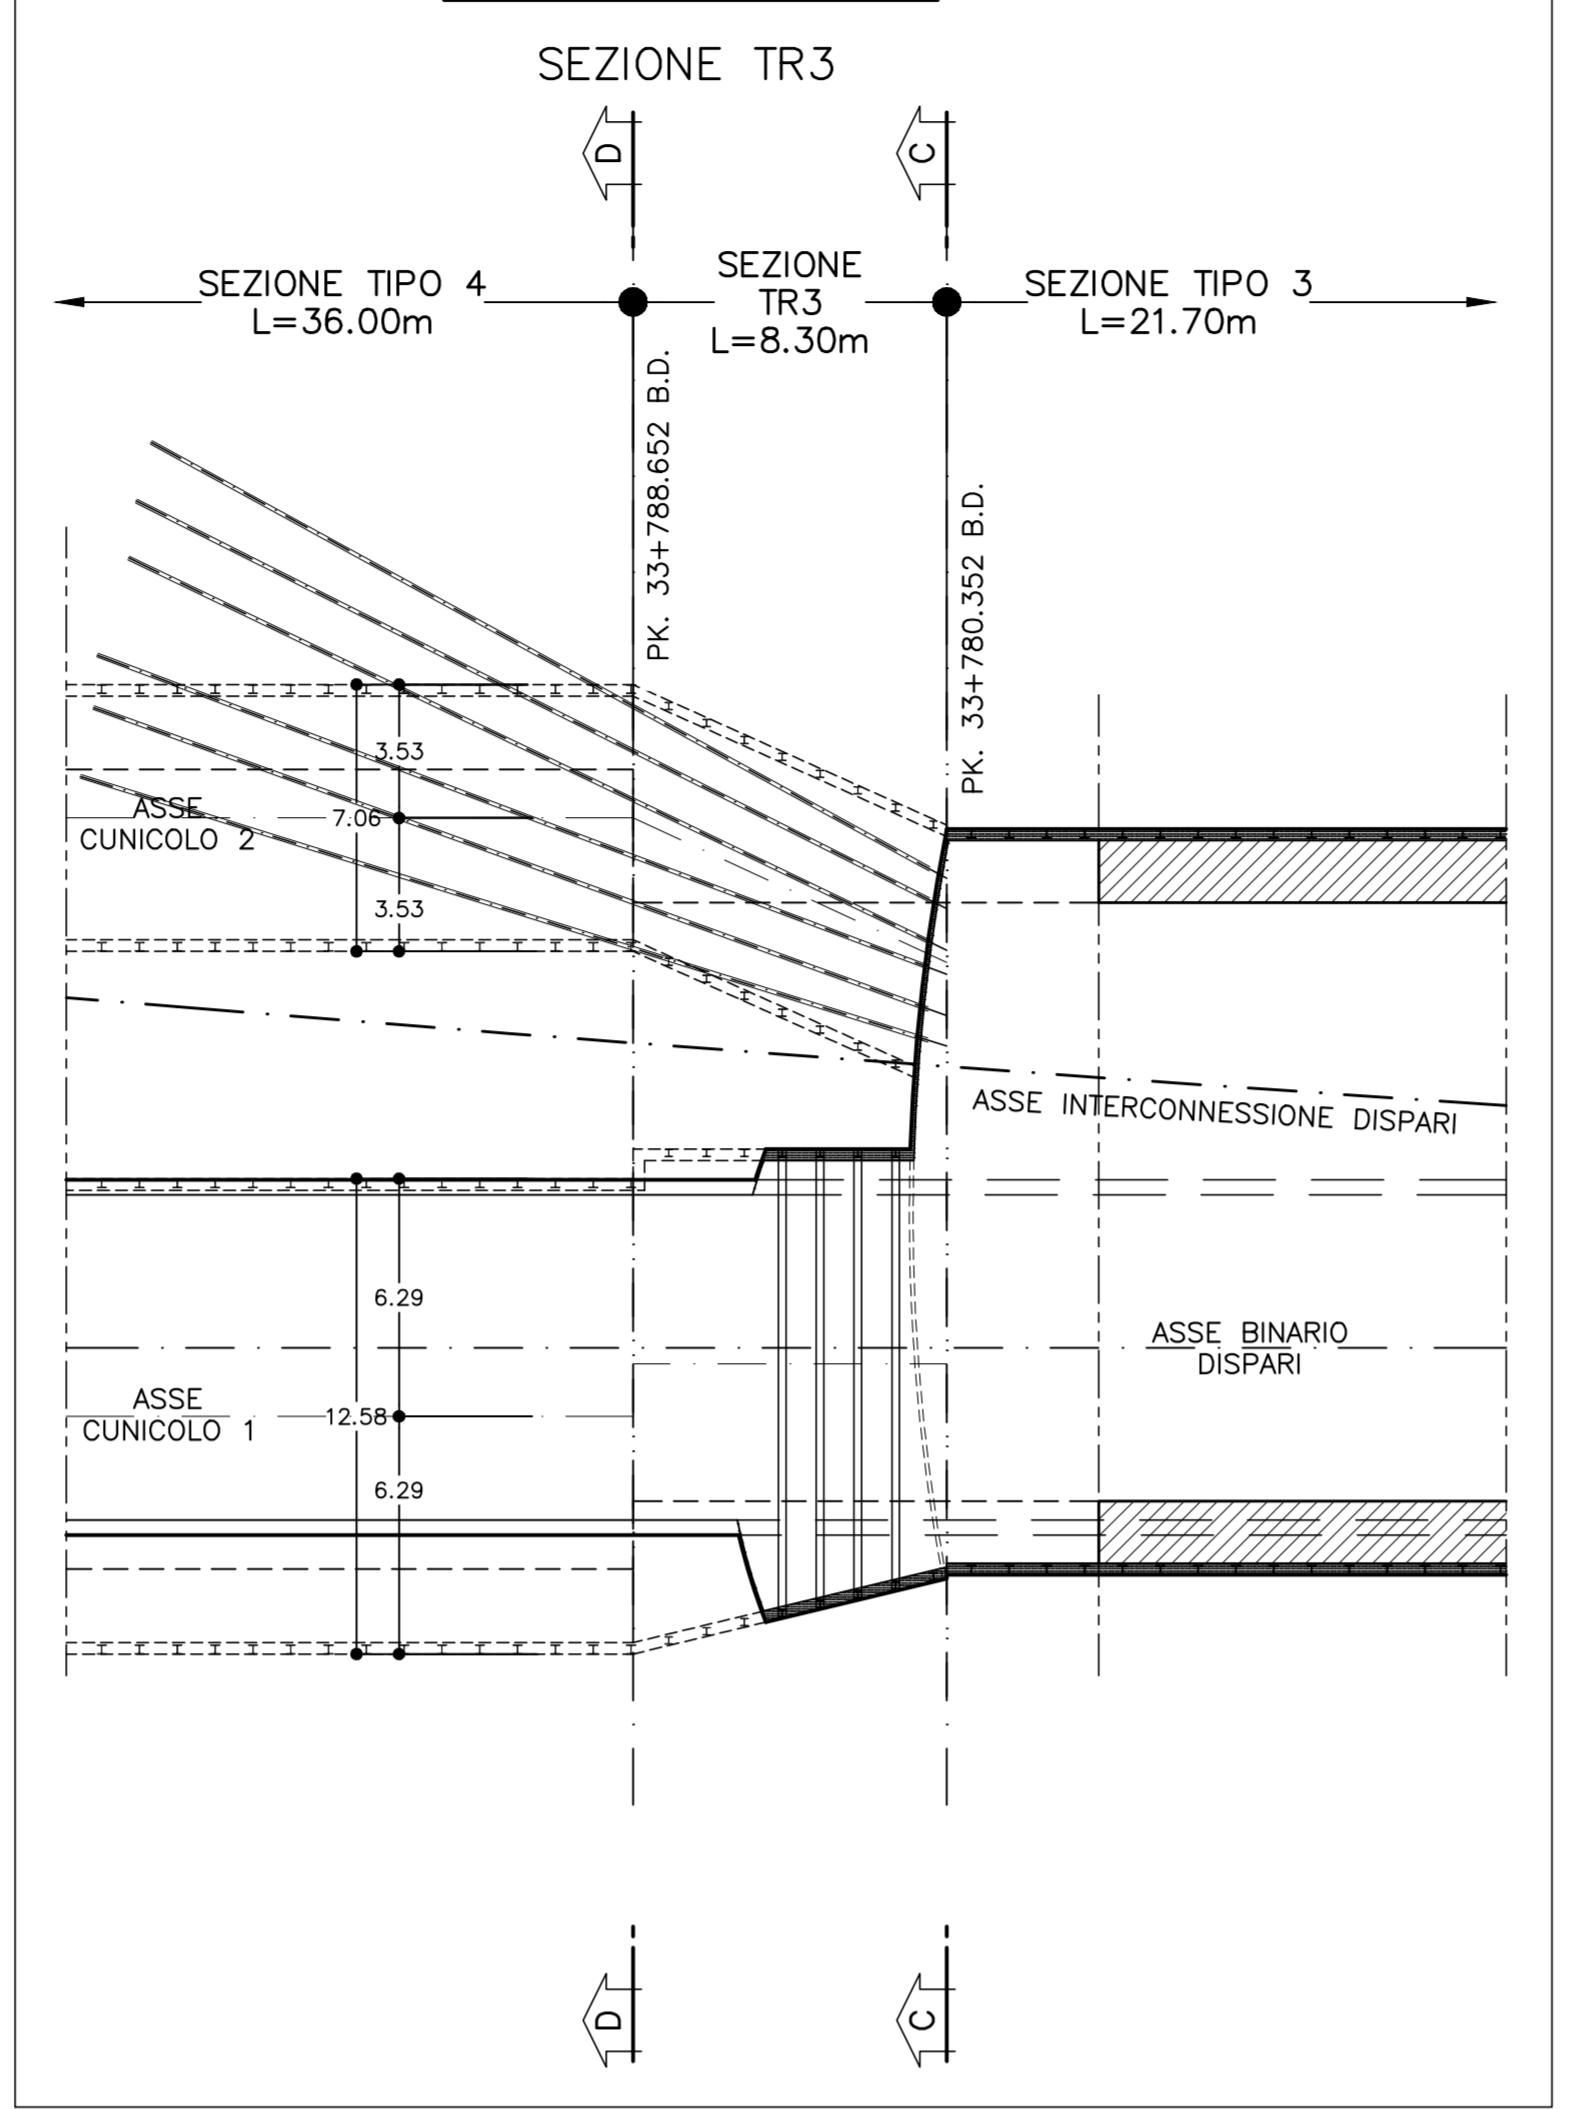 SEZIONE TR3
D
C
SEZIONE TIPO 4
L=36.00m
SEZIONE
TR3
L=8.30m
SEZIONE TIPO 3
L=21.70m
PK. 33+788.652 B.D.
PK. 33+780.352 B.D.
3.53
ASSE
CUNICOLO 2
7.06
3.53
ASSE INTERCONNESSIONE DISPARI
6.29
ASSE BINARIO
DISPARI
ASSE
CUNICOLO 1
12.58
6.29
D
C